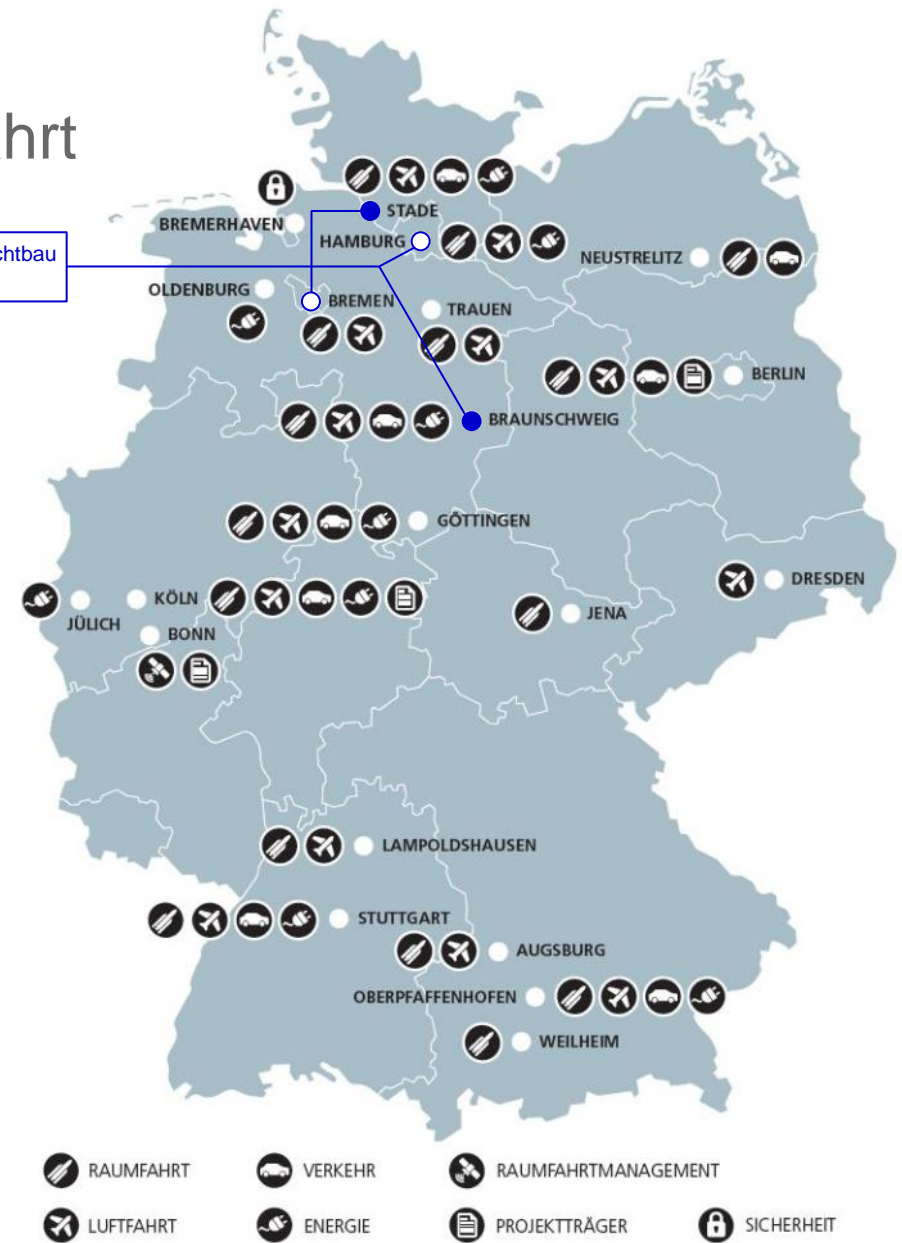 hrt
chtbau
STADE
BREMERHAVEN
HAMBURG
NEUSTRELITZ
OLDENBURG
BREMEN
TRAUEN
BERLIN
BRAUNSCHWEIG
GÖTTINGEN
DRESDEN
KÖLN
JÜLICH
JENA
BONN
LAMPOLDSHAUSEN
STUTTGART
AUGSBURG
OBERPFAFFENHOFEN
WEILHEIM
RAUMFAHRT VERKEHR RAUMFAHRTMANAGEMENT
LUFTFAHRT ENERGIE PROJEKTTRÄGER SICHERHEIT